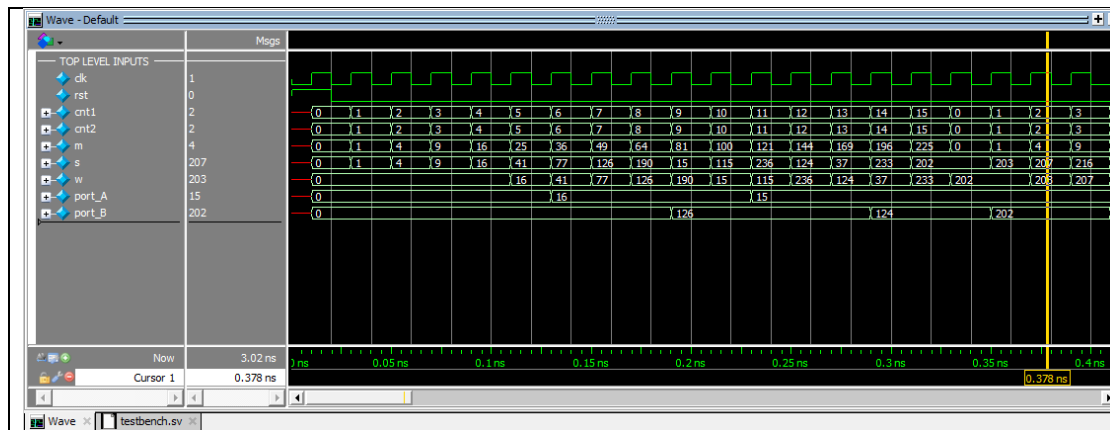 Wave - Default
Msgs
TOP LEVEL INPUTS
clk 1
rst 0
cnt1 2 0 1 2 3 4 5 6 7 8 9 10 11 12 13 14 15 0 1 2 3
cnt2 2 0 1 2 3 4 5 6 7 8 9 10 11 12 13 14 15 0 1 2 3
m 4 0 1 4 9 16 25 36 49 64 81 100 121 144 169 196 225 0 1 4 9
s 207 0 1 4 9 16 41 77 126 190 15 115 236 124 37 233 202 203 207 216
w 203 0 16 41 77 126 190 15 115 236 124 37 233 202 203 207
port_A 15 0 16 15
port_B 202 0 126 124 202
Now 3.02 ns ns 0.05 ns 0.1 ns 0.15 ns 0.2 ns 0.25 ns 0.3 ns 0.35 ns 0.4 ns
Cursor 1 0.378 ns 0.378 ns
Wave testbench.sv